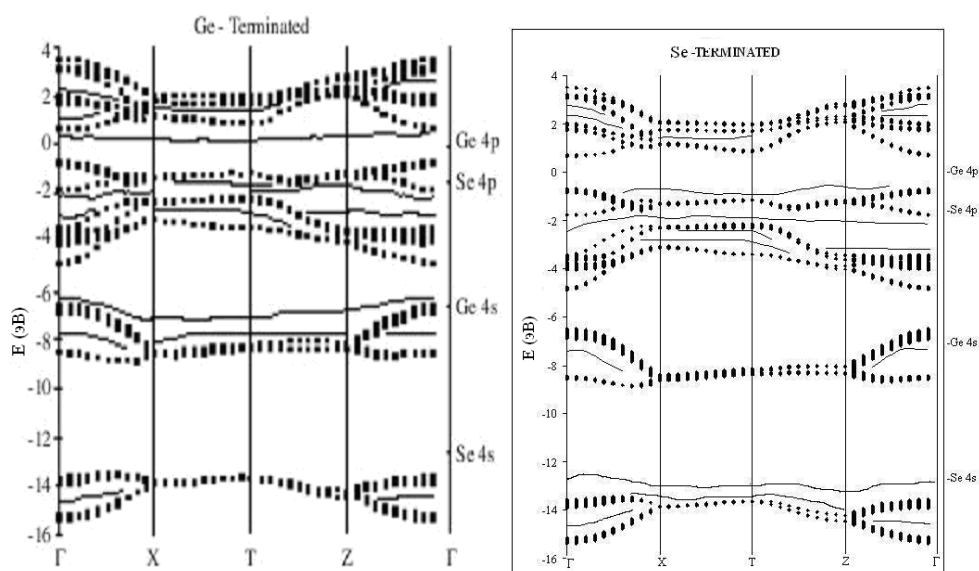 Ge - Terminated
4
2
0
-2
-4
-6
-8
-10
-12
-14
-16
E (эВ)
Γ X T Z Γ
Ge 4p
Se 4p
Ge 4s
Se 4s
Se-TERMINATED
4
2
0
-2
-4
-6
-8
-10
-12
-14
-16
E (эВ)
Γ X T Z Γ
-Ge 4p
-Se 4p
-Ge 4s
-Se 4s